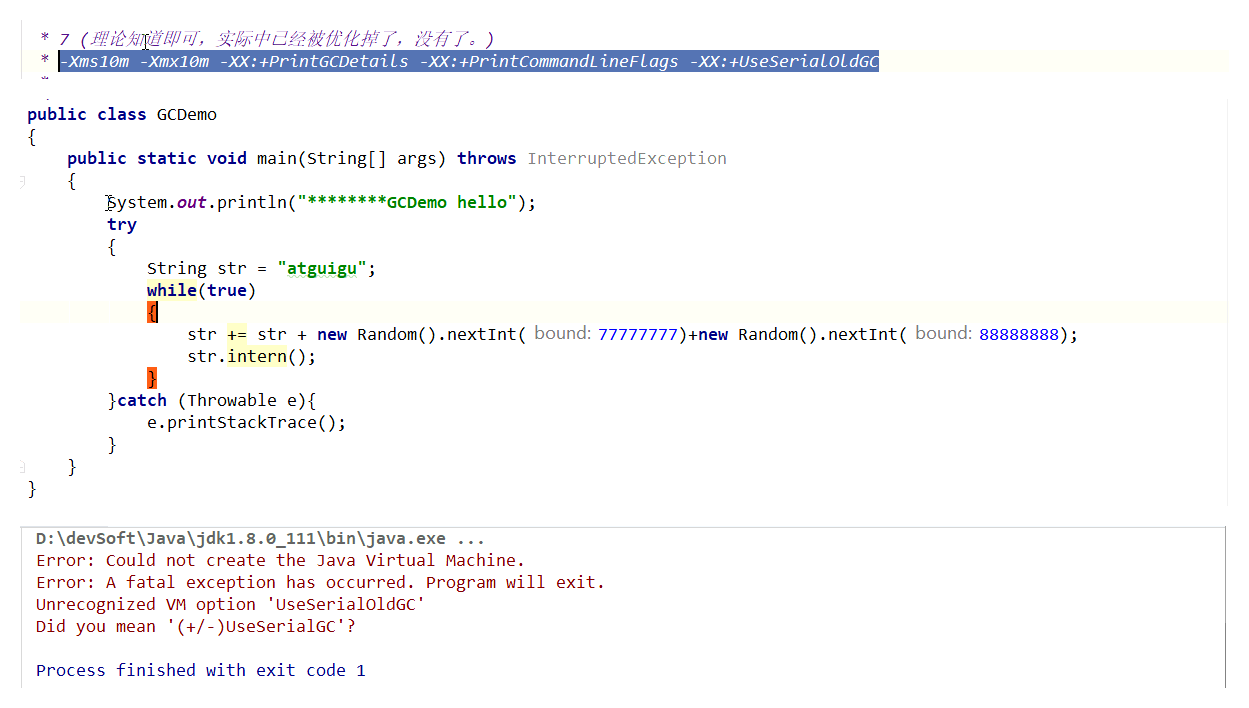 * 7 (理论知道即可，实际中已经被优化掉了，没有了。)
* -Xms10m -Xmx10m -XX:+PrintGCDetails -XX:+PrintCommandLineFlags -XX:+UseSerialOldGC
public class GCDemo
{
public static void main(String[] args) throws InterruptedException
{
System.out.println("********GCDemo hello");
try
{
String str = "atguigu";
while(true)
{
str += str + new Random().nextInt( bound: 77777777)+new Random().nextInt( bound: 88888888);
str.intern();
}
}catch (Throwable e){
e.printStackTrace();
}
}
}
D:\devSoft\Java\jdk1.8.0_111\bin\java.exe ...
Error: Could not create the Java Virtual Machine.
Error: A fatal exception has occurred. Program will exit.
Unrecognized VM option 'UseSerialOldGC'
Did you mean '(+/-)UseSerialGC'?
Process finished with exit code 1